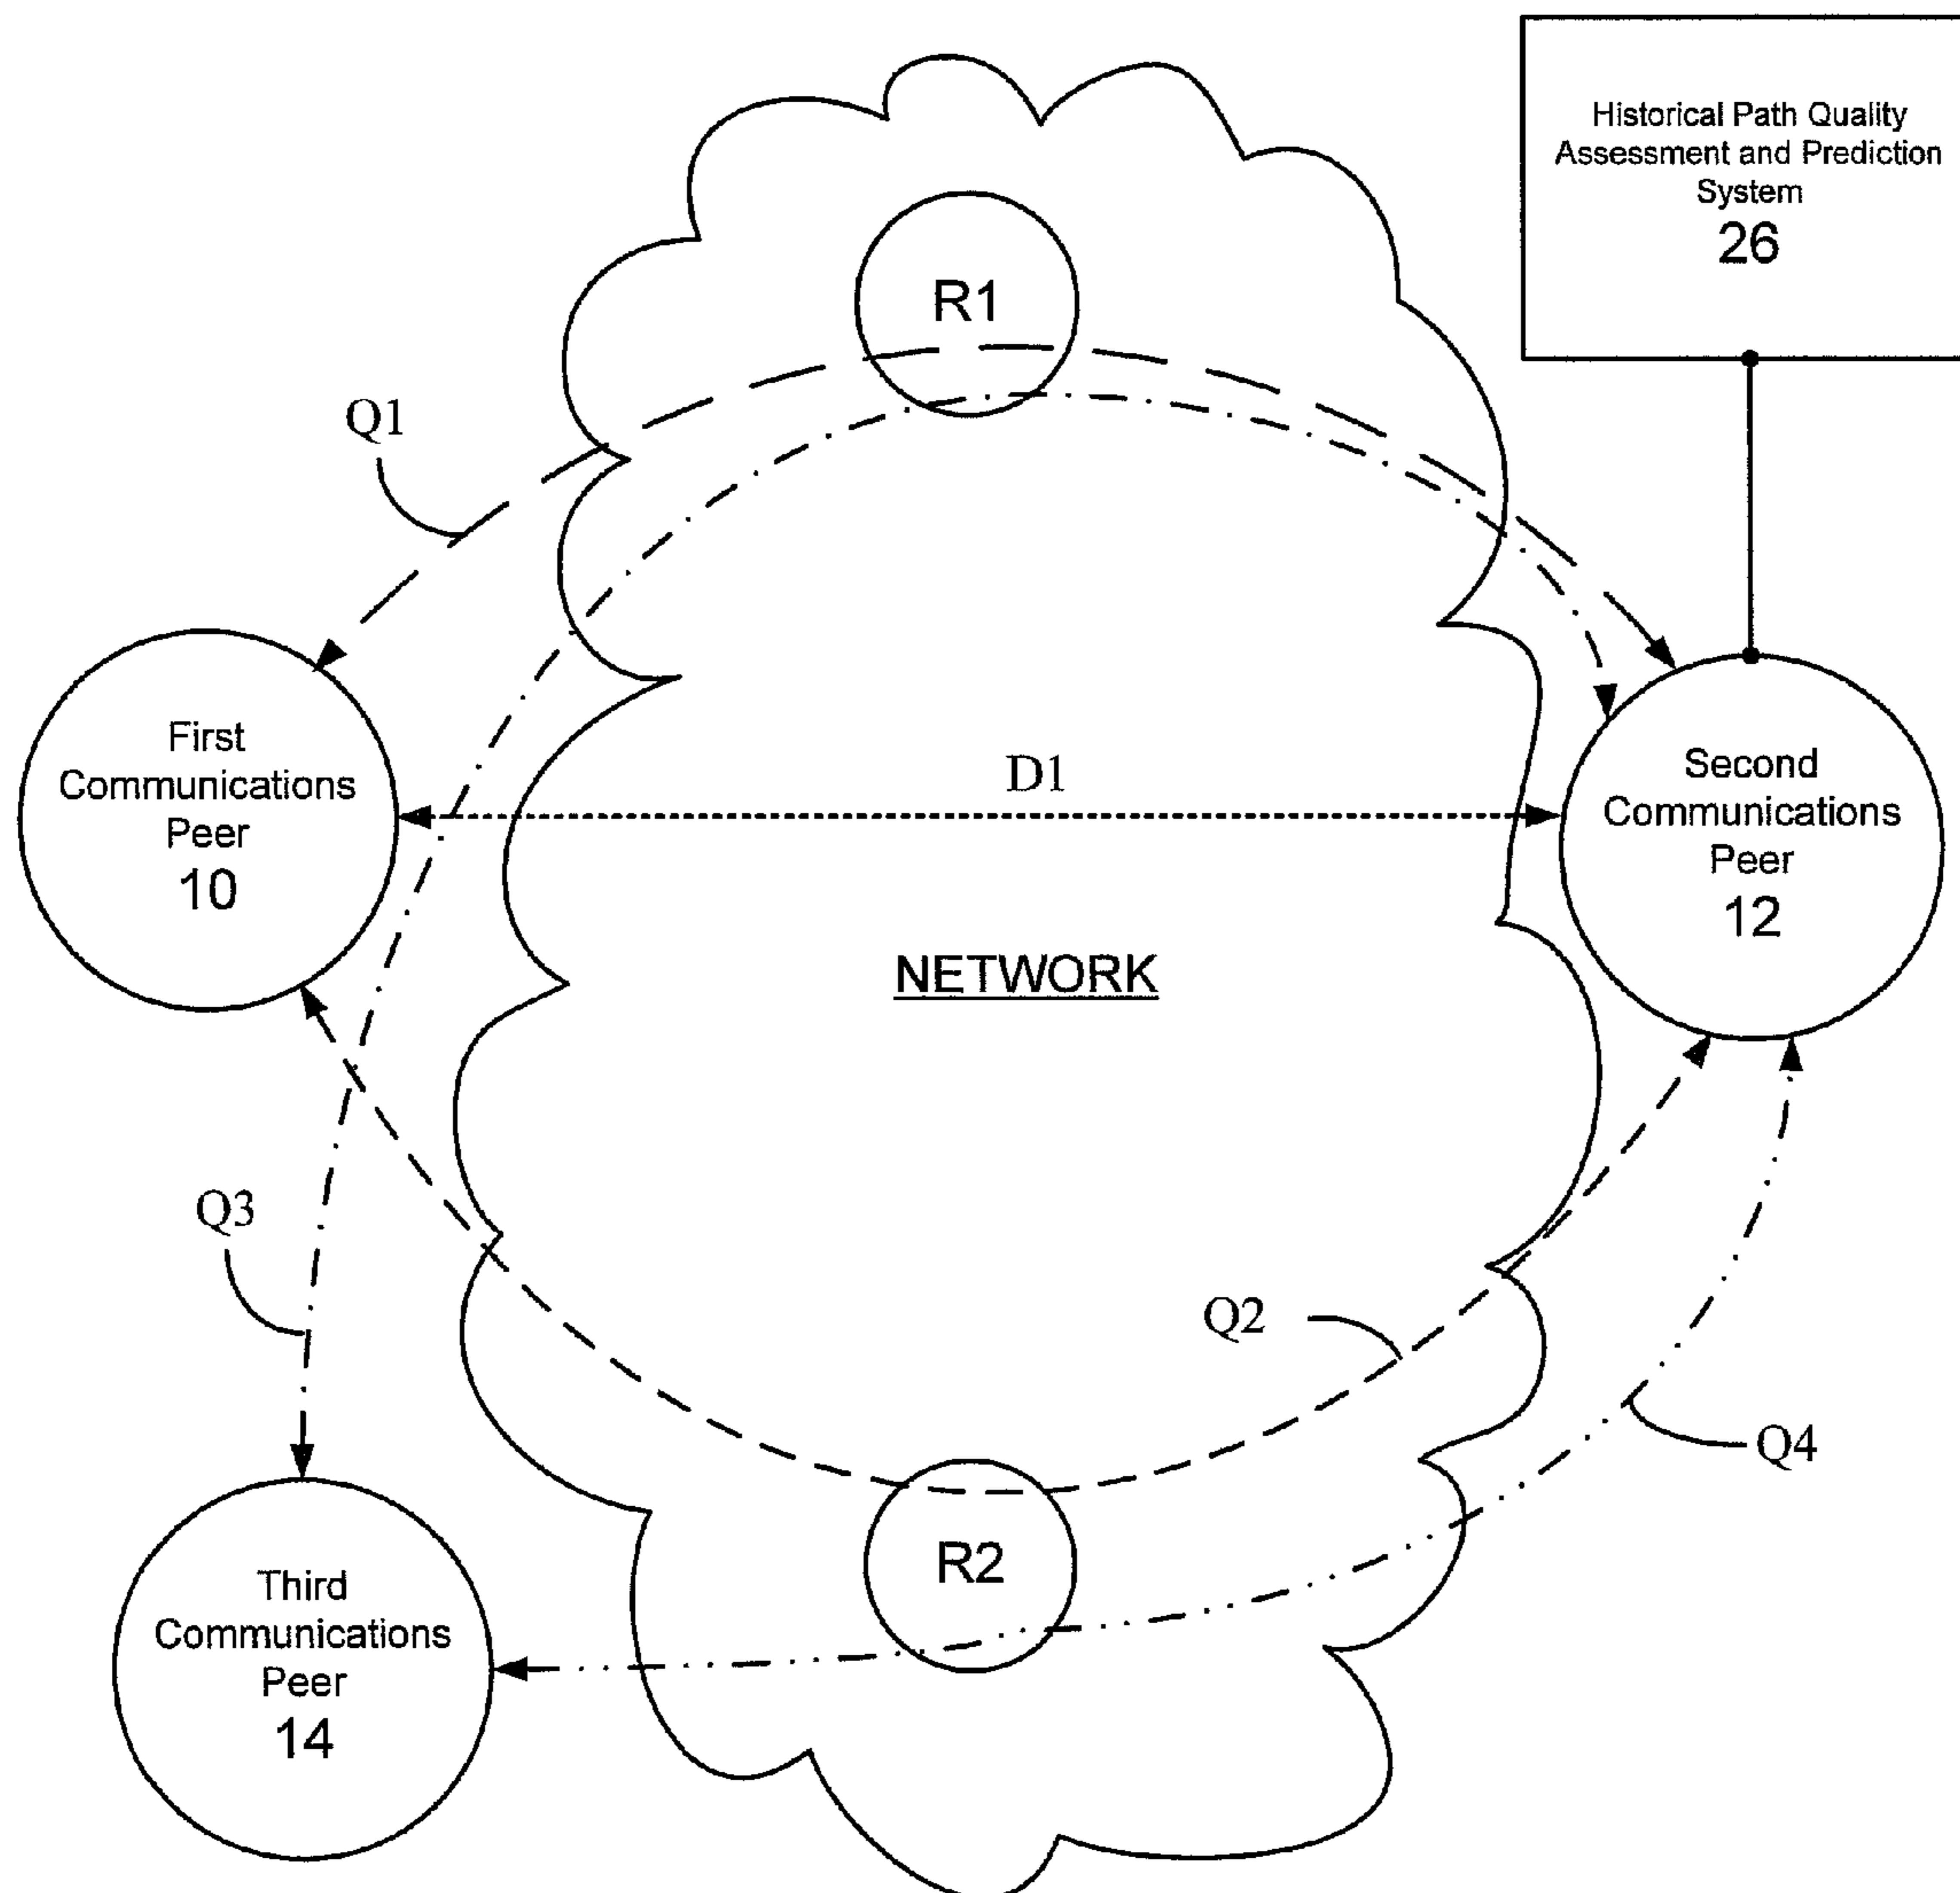 Historical Path Quality
Assessment and Prediction
System
26
R1
Q1
First
Communications
Peer
10
D1
Second
Communications
Peer
12
NETWORK
Q3
Q2
Q4
R2
Third
Communications
Peer
14